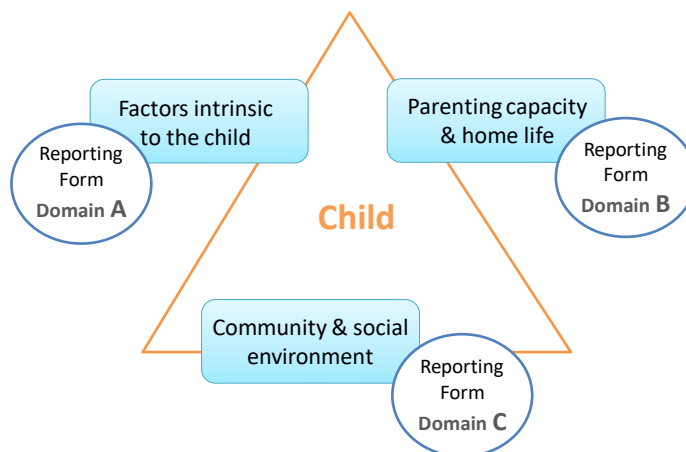 Factors intrinsic
to the child
Reporting
Form
Domain A
Parenting capacity
& home life
Reporting
Form
Domain B
Child
Community & social
environment
Reporting
Form
Domain C